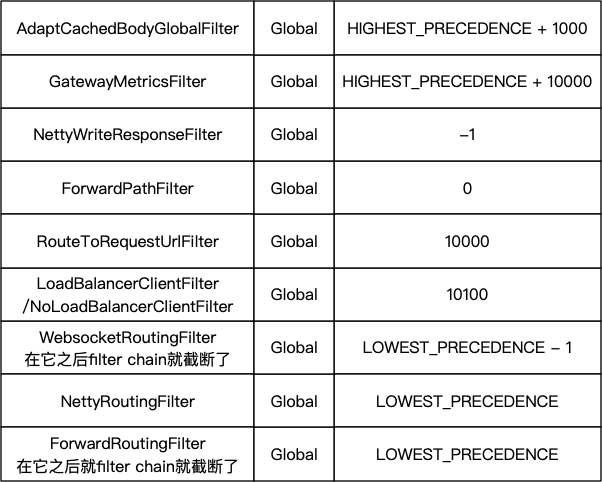 AdaptCachedBodyGlobalFilter Global HIGHEST_PRECEDENCE + 1000
GatewayMetricsFilter Global HIGHEST_PRECEDENCE + 10000
NettyWriteResponseFilter Global –1
ForwardPathFilter Global 0
RouteToRequestUrlFilter Global 10000
LoadBalancerClientFilter
/NoLoadBalancerClientFilter Global 10100
WebsocketRoutingFilter
在它之后filter chain就截断了 Global LOWEST_PRECEDENCE – 1
NettyRoutingFilter Global LOWEST_PRECEDENCE
ForwardRoutingFilter
在它之后就filter chain就截断了 Global LOWEST_PRECEDENCE